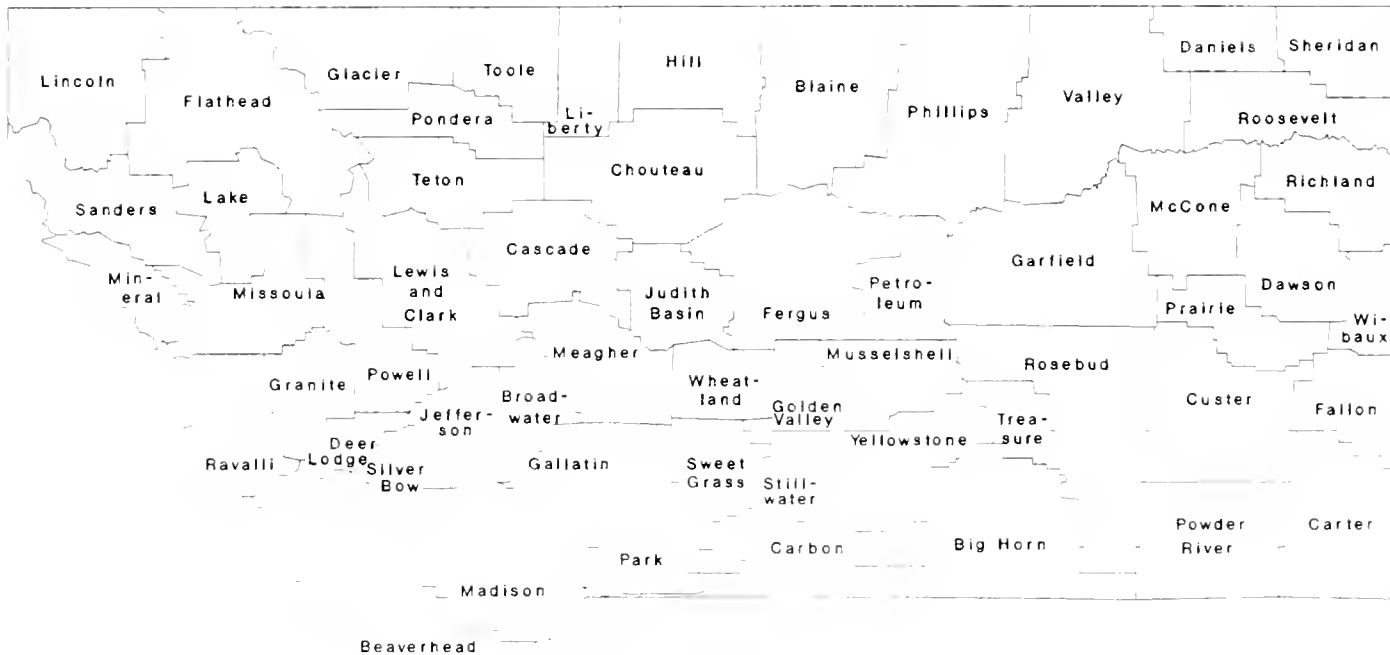 Lincoln
Flathead
Glacier
Toole
Hill
Blaine
Phillips
Valley
Daniels
Sheridan
Pondera
Li-
berty
Roosevelt
Sanders
Lake
Teton
Chouteau
McCone
Richland
Min-
eral
Missoula
Lewis
and
Clark
Cascade
Judith
Basin
Fergus
Petro-
leum
Garfield
Prairie
Dawson
Wi-
baux
Granite
Powell
Meagher
Musselshell
Rosebud
Jeffer-
son
Broad-
water
Wheat-
land
Golden
Valley
Yellowstone
Trea-
sure
Custer
Fallon
Ravalli
Deer
Lodge
Silver
Bow
Gallatin
Sweet
Grass
Still-
water
Park
Carbon
Big Horn
Powder
River
Carter
Madison
Beaverhead